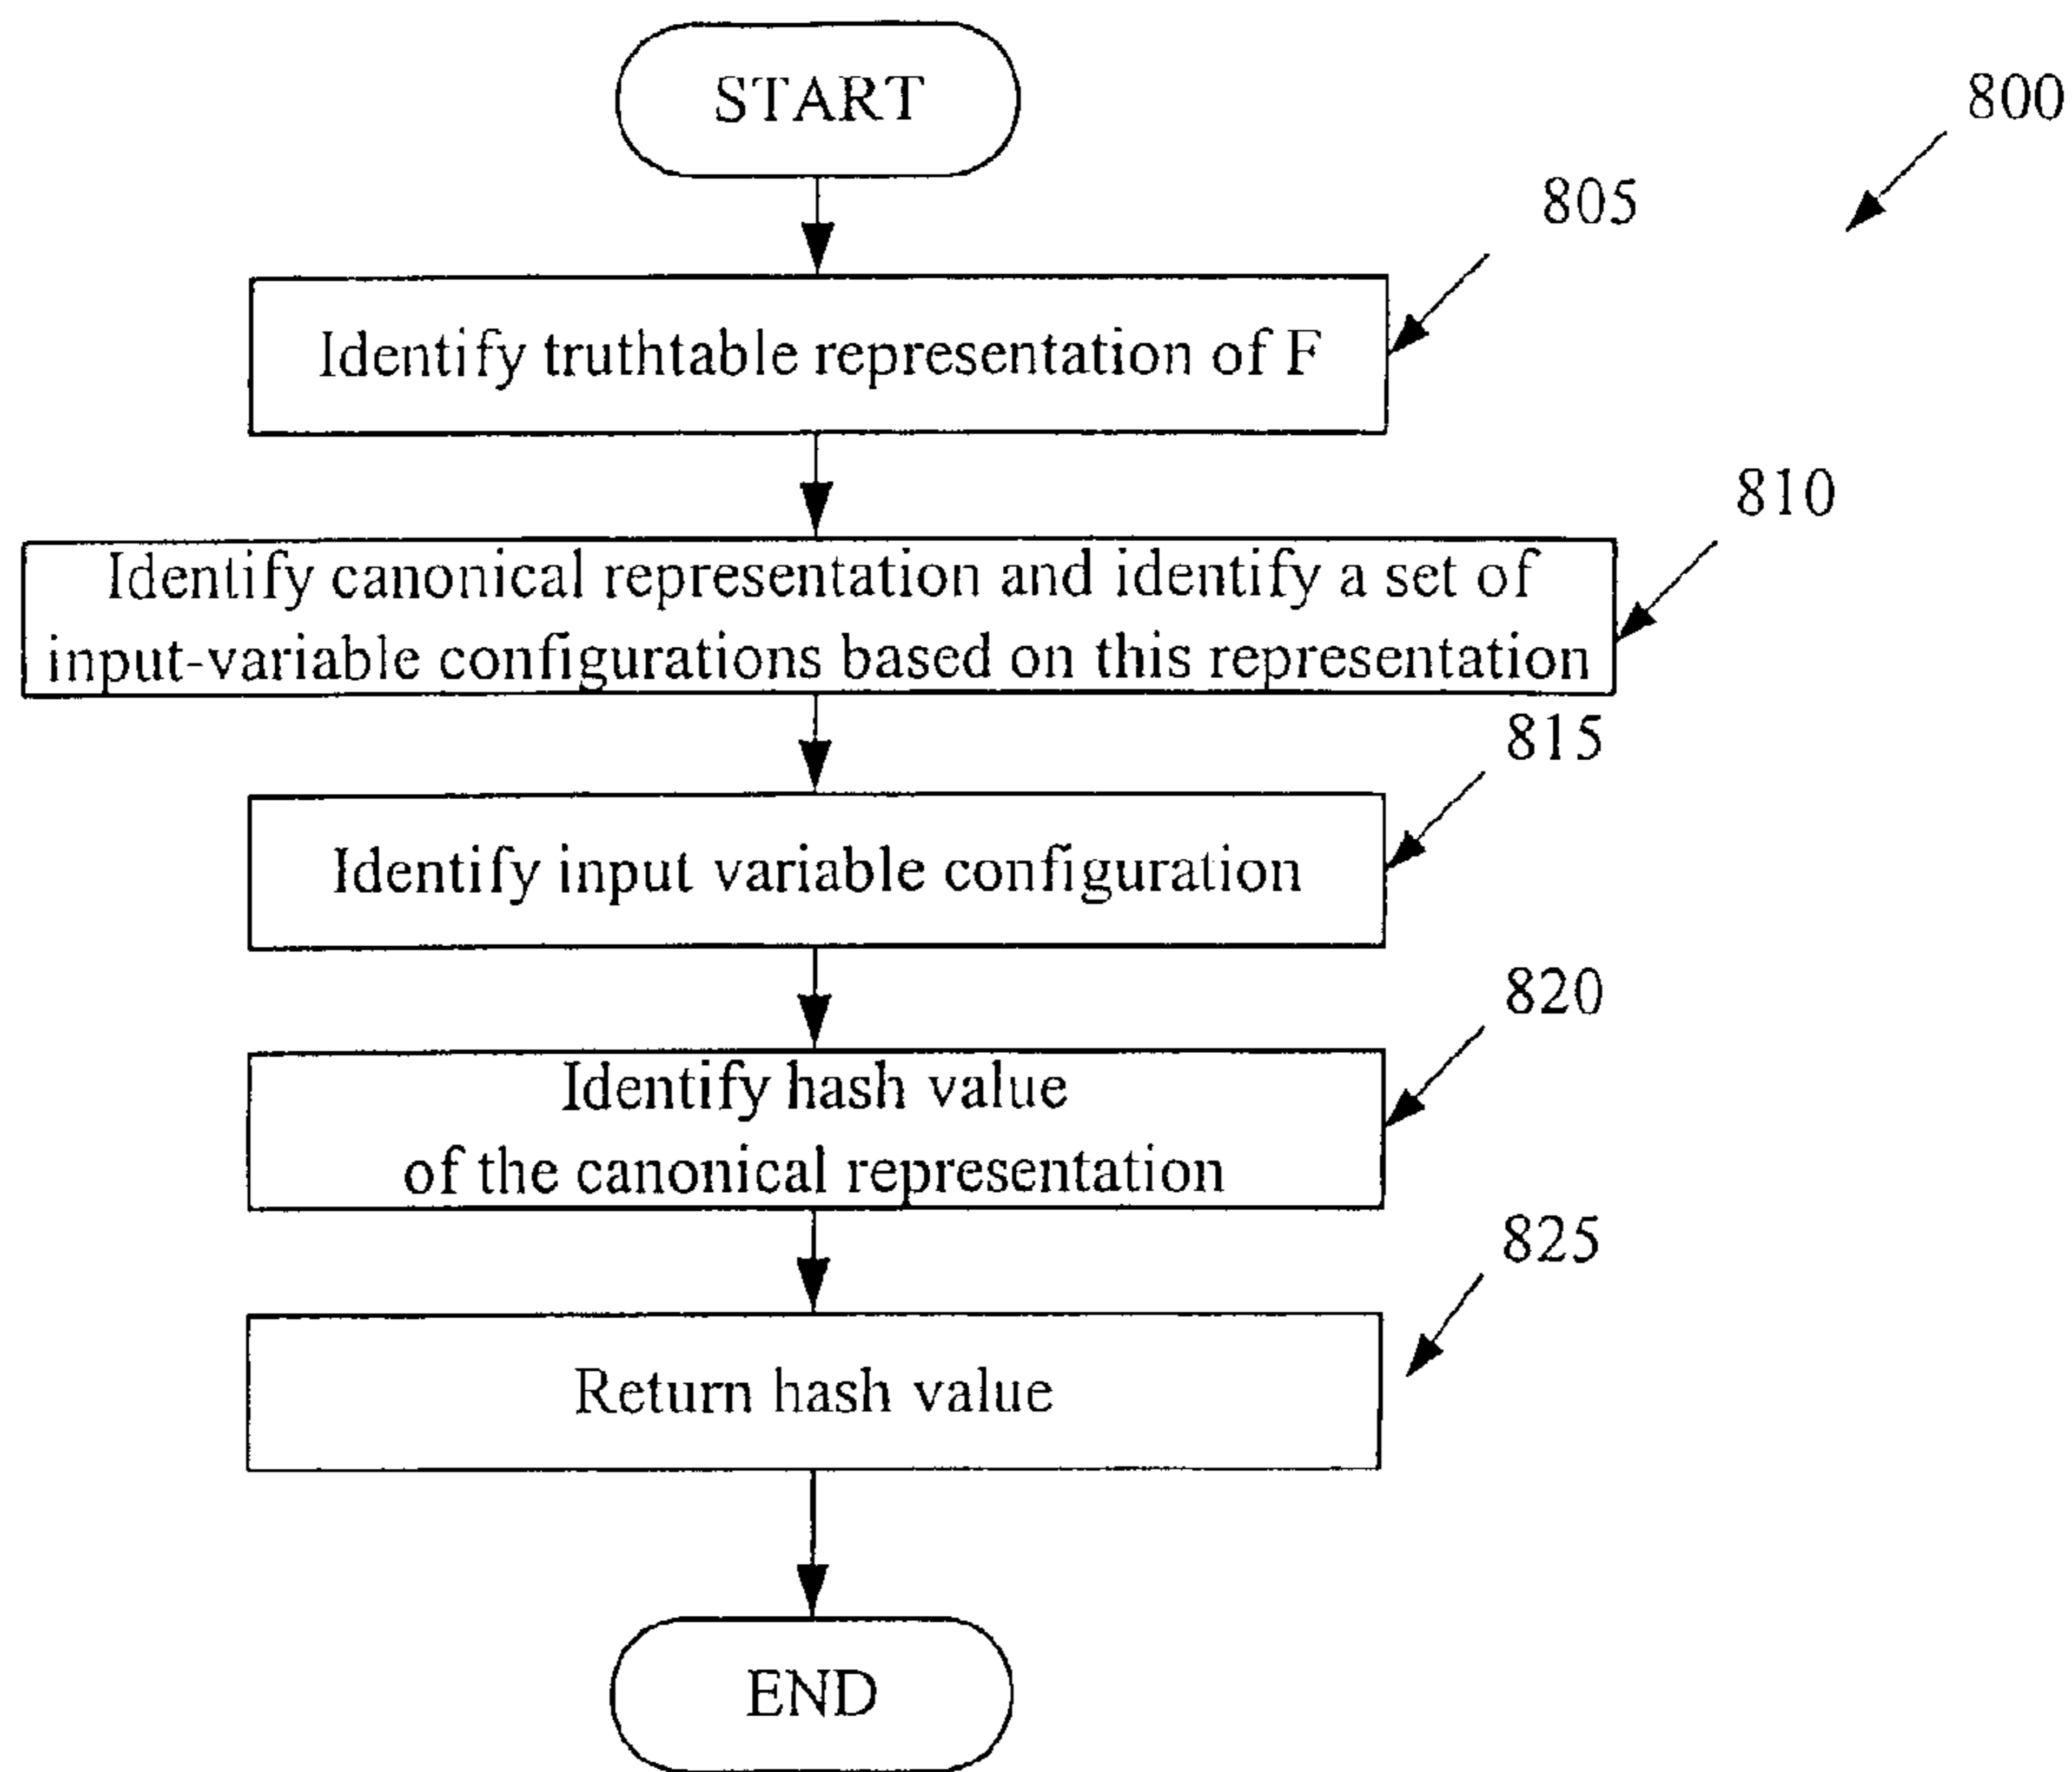 START
800
805
Identify truthtable representation of F
810
Identify canonical representation and identify a set of
input-variable configurations based on this representation
815
Identify input variable configuration
820
Identify hash value
of the canonical representation
825
Return hash value
END